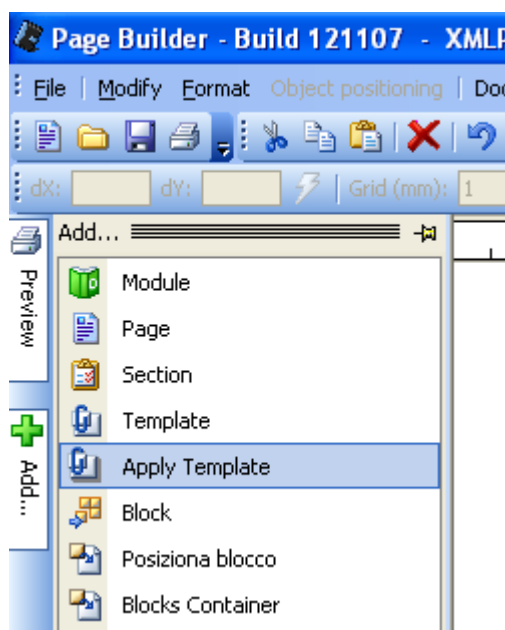 Page Builder - Build 121107 - XMLP
File Modify Format Object positioning Doc
dX: dY: Grid (mm): 1
Add...
Preview
Module
Page
Section
Template
Add...
Apply Template
Block
Posiziona blocco
Blocks Container